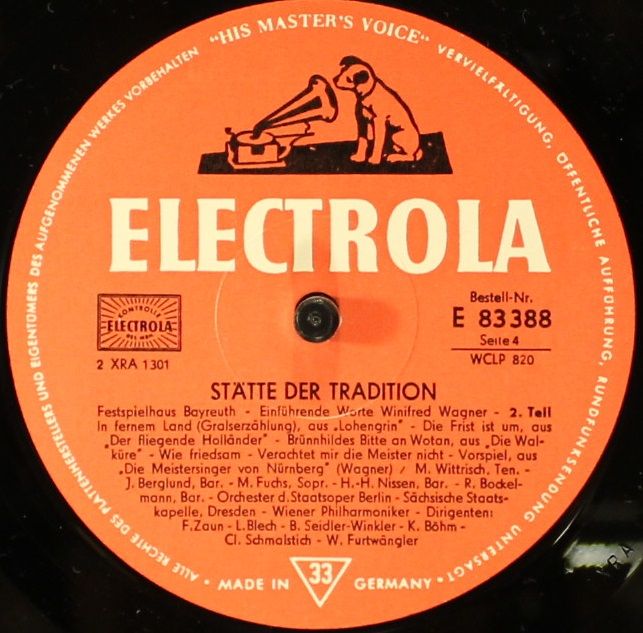 ALLE RECHTE DES PLATTENHERSTELLERS UND EIGENTÜMERS DES AUFGENOMMENEN WERKES VORBEHALTEN "HIS MASTER'S VOICE" VERVIELFÄLTIGUNG, ÖFFENTLICHE AUFFÜHRUNG, RUNDFUNKSENDUNG UNTERSAGT •
ELECTROLA
KONTROLLE
ELECTROLA
2 XRA 1301
Bestell-Nr.
E 83388
Seite 4
WCLP 820
STÄTTE DER TRADITION
Festspielhaus Bayreuth - Einführende Worte Winifred Wagner - 2. Teil
In fernem Land (Gralserzählung), aus „Lohengrin" - Die Frist ist um, aus
„Der fliegende Holländer" - Brünnhildes Bitte an Wotan, aus „Die Wal-
küre" - Wie friedsam - Verachtet mir die Meister nicht - Vorspiel, aus
„Die Meistersinger von Nürnberg" (Wagner) / M. Wittrisch, Ten. -
J. Berglund, Bar. - M. Fuchs, Sopr. - H.-H. Nissen, Bar. - R. Bockel-
mann, Bar. - Orchester d. Staatsoper Berlin - Sächsische Staats-
kapelle, Dresden - Wiener Philharmoniker - Dirigenten:
F. Zaun - L. Blech - B. Seidler-Winkler - K. Böhm -
Cl. Schmalstich - W. Furtwängler
• MADE IN 33 GERMANY •